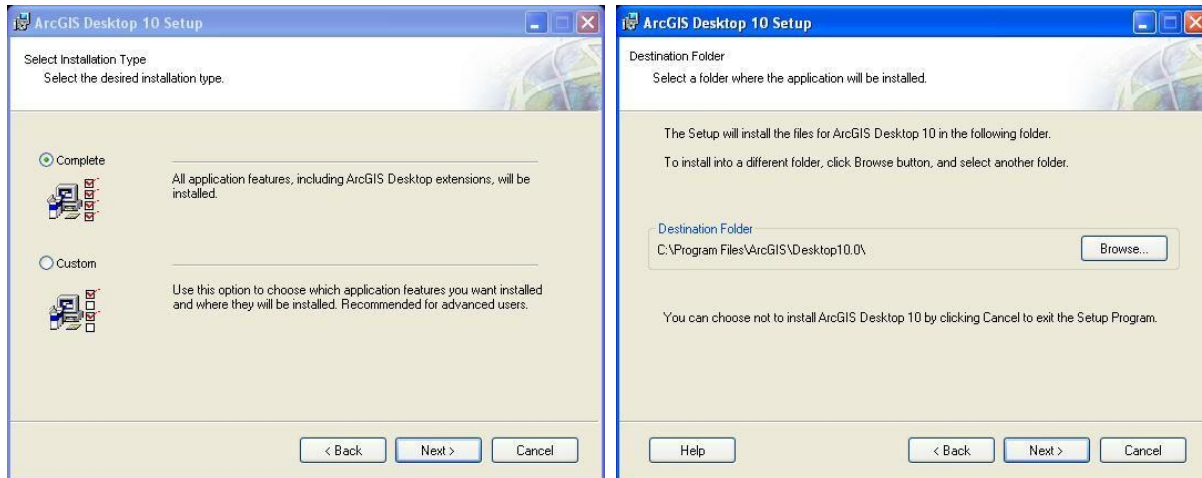 ArcGIS Desktop 10 Setup
Select Installation Type
Select the desired installation type.
Complete
All application features, including ArcGIS Desktop extensions, will be
installed.
Custom
Use this option to choose which application features you want installed
and where they will be installed. Recommended for advanced users.
< Back
Next >
Cancel
ArcGIS Desktop 10 Setup
Destination Folder
Select a folder where the application will be installed.
The Setup will install the files for ArcGIS Desktop 10 in the following folder.
To install into a different folder, click Browse button, and select another folder.
Destination Folder
C:\Program Files\ArcGIS\Desktop10.0\
Browse...
You can choose not to install ArcGIS Desktop 10 by clicking Cancel to exit the Setup Program.
Help
< Back
Next >
Cancel